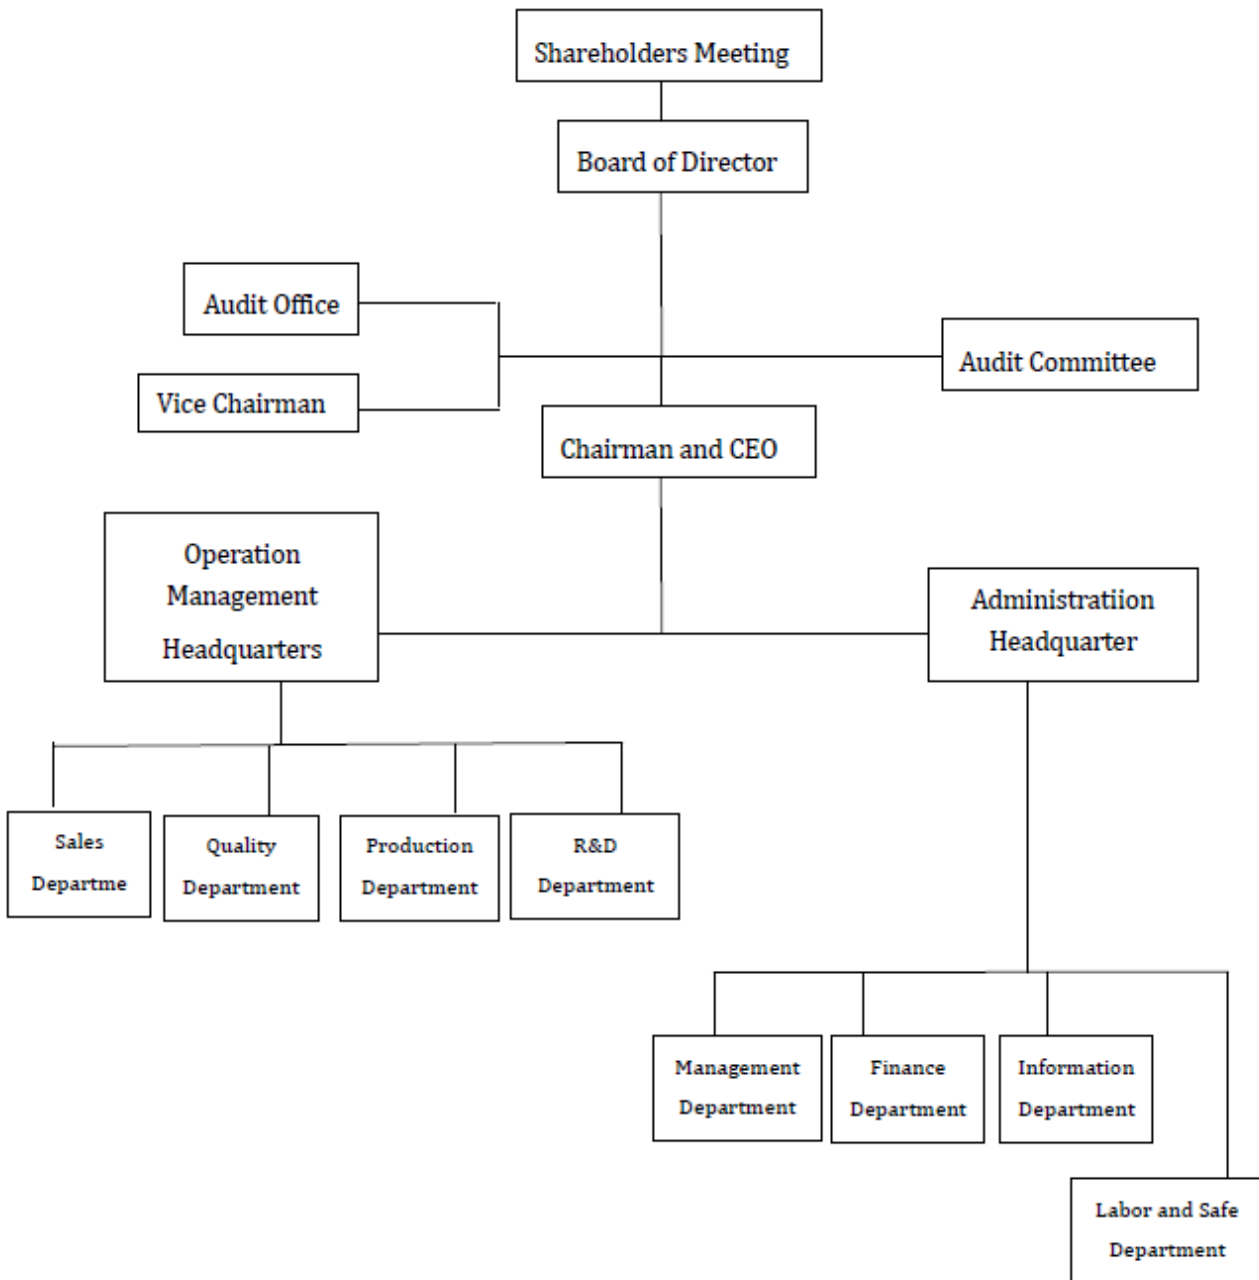 Shareholders Meeting
Board of Director
Audit Office
Audit Committee
Vice Chairman
Chairman and CEO
Operation
Management
Headquarters
Administratiion
Headquarter
Sales
Departme
Quality
Department
Production
Department
R&D
Department
Management
Department
Finance
Department
Information
Department
Labor and Safe
Department